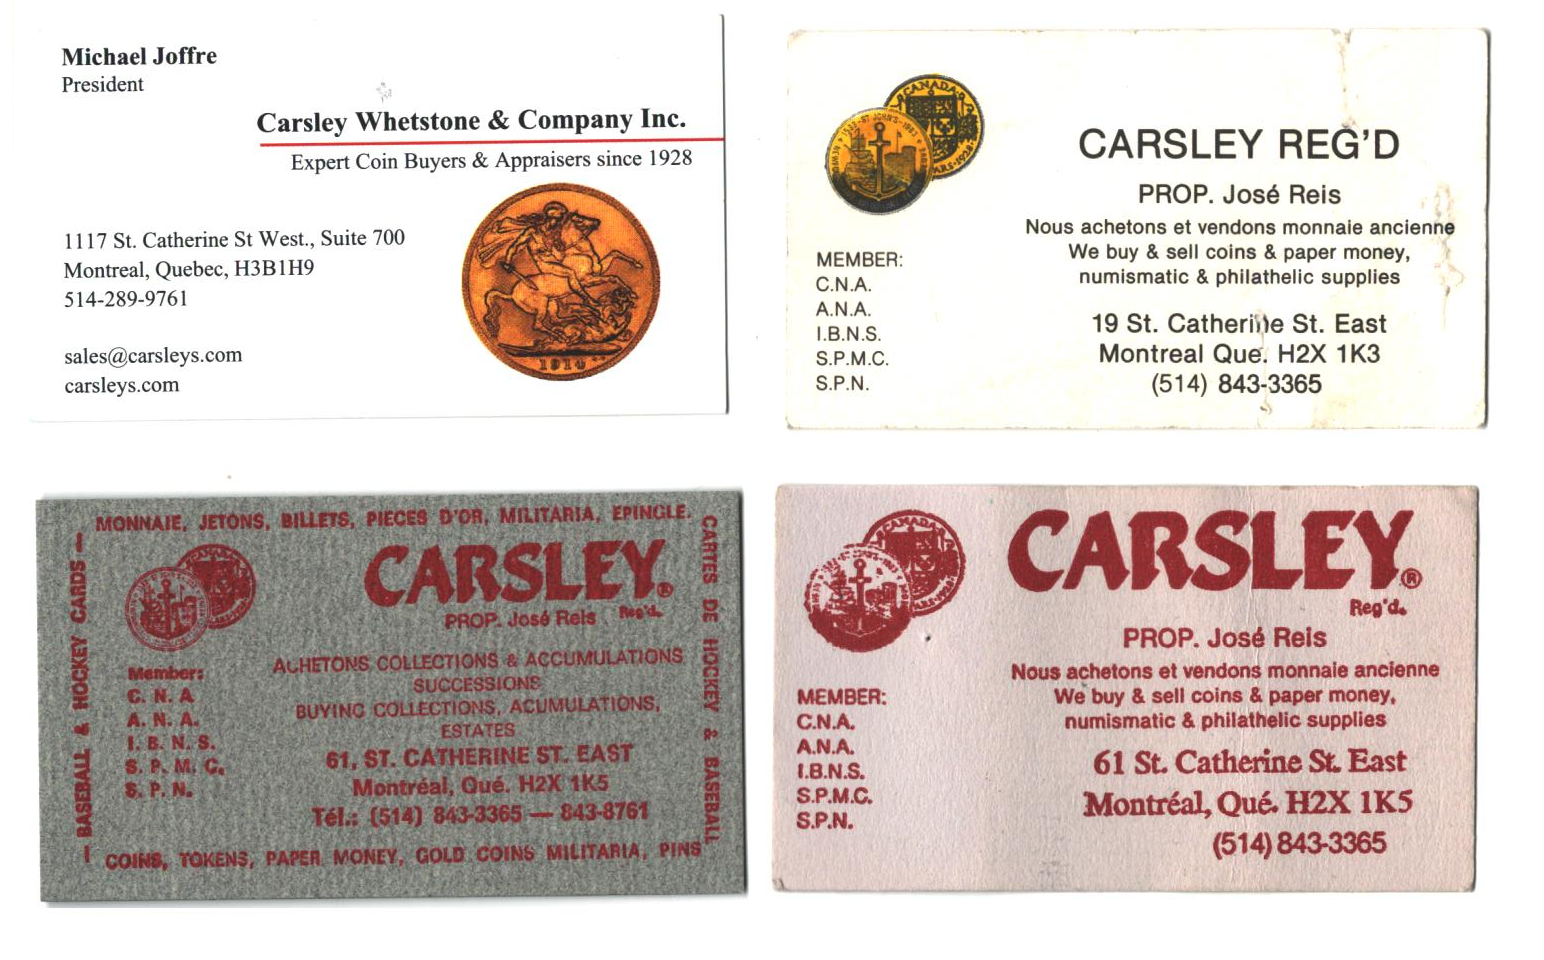 Michael Joffre
President
Carsley Whetstone & Company Inc.
Expert Coin Buyers & Appraisers since 1928
1117 St. Catherine St West., Suite 700
Montreal, Quebec, H3B1H9
514-289-9761
sales@carsleys.com
carsleys.com
CANADA
CARSLEY REG'D
PROP. José Reis
Nous achetons et vendons monnaie ancienne
We buy & sell coins & paper money,
numismatic & philathelic supplies
MEMBER:
C.N.A.
A.N.A.
I.B.N.S.
S.P.M.C.
S.P.N.
19 St. Catherine St. East
Montreal Que. H2X 1K3
(514) 843-3365
MONNAIE, JETONS, BILLETS, PIECES D'OR, MILITARIA, EPINGLE.
CARTES DE HOCKEY & BASEBALL
— BASEBALL & HOCKEY CARDS —
CARSLEY®
Reg'd.
PROP. José Reis
ACHETONS COLLECTIONS & ACCUMULATIONS
SUCCESSIONS
BUYING COLLECTIONS, ACUMULATIONS,
ESTATES
Member:
C. N. A
A. N. A.
I. B. N. S.
S. P. M. C.
S. P. N.
61, ST. CATHERINE ST. EAST
Montréal, Qué. H2X 1K5
Tél.: (514) 843-3365 — 843-8761
COINS, TOKENS, PAPER MONEY, GOLD COINS MILITARIA, PINS
CANADA
CARSLEY®
Reg'd.
PROP. José Reis
Nous achetons et vendons monnaie ancienne
We buy & sell coins & paper money,
numismatic & philathelic supplies
MEMBER:
C.N.A.
A.N.A.
I.B.N.S.
S.P.M.C.
S.P.N.
61 St. Catherine St. East
Montréal, Qué. H2X 1K5
(514) 843-3365